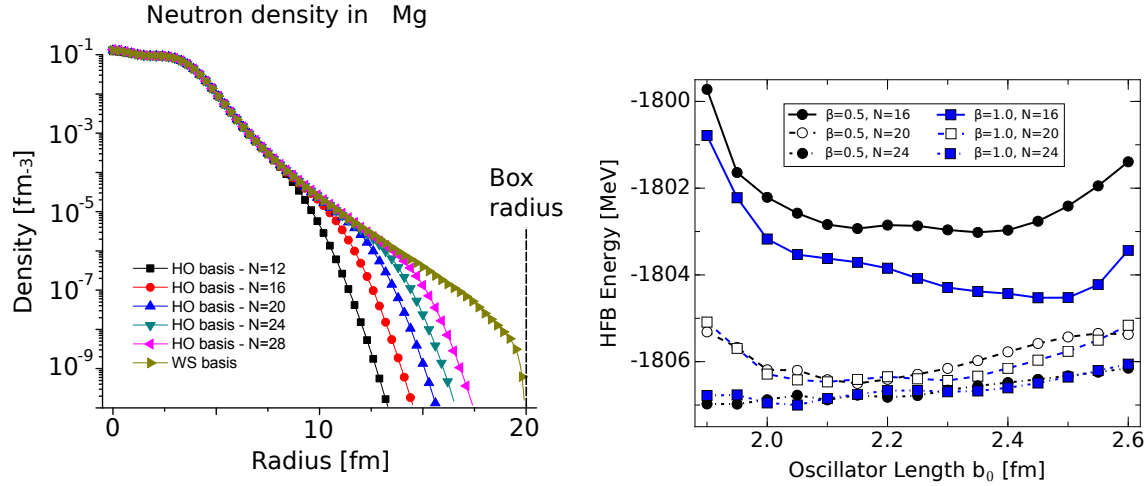 Neutron density in Mg
Density [fm-3]
10-1
10-3
10-5
10-7
10-9
Box
radius
HO basis - N=12
HO basis - N=16
HO basis - N=20
HO basis - N=24
HO basis - N=28
WS basis
0
10
20
Radius [fm]
HFB Energy [MeV]
-1800
-1802
-1804
-1806
β=0.5, N=16
β=0.5, N=20
β=0.5, N=24
β=1.0, N=16
β=1.0, N=20
β=1.0, N=24
2.0
2.2
2.4
2.6
Oscillator Length b0 [fm]